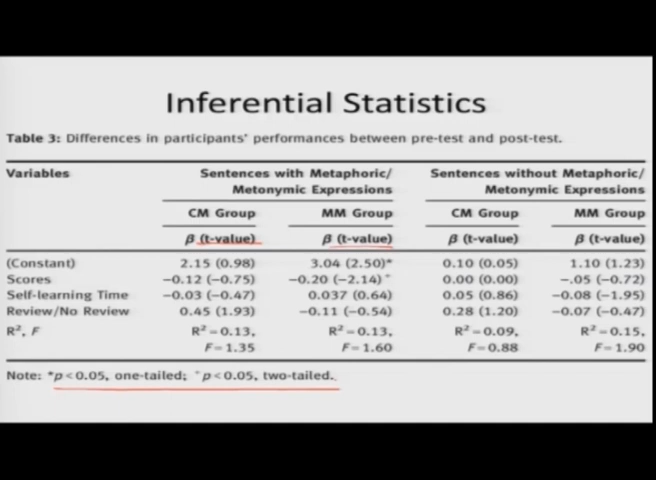 Inferential Statistics
Table 3: Differences in participants' performances between pre-test and post-test.
Variables Sentences with Metaphoric/ Sentences without Metaphoric/
Metonymic Expressions Metonymic Expressions
CM Group MM Group CM Group MM Group
β (t-value) β (t-value) β (t-value) β (t-value)
(Constant) 2.15 (0.98) 3.04 (2.50)* 0.10 (0.05) 1.10 (1.23)
Scores −0.12 (−0.75) −0.20 (−2.14)⁺ 0.00 (0.00) −.05 (−0.72)
Self-learning Time −0.03 (−0.47) 0.037 (0.64) 0.05 (0.86) −0.08 (−1.95)
Review/No Review 0.45 (1.93) −0.11 (−0.54) 0.28 (1.20) −0.07 (−0.47)
R², F R²=0.13, R²=0.13, R²=0.09, R²=0.15,
F=1.35 F=1.60 F=0.88 F=1.90
Note: *p<0.05, one-tailed; ⁺p<0.05, two-tailed.